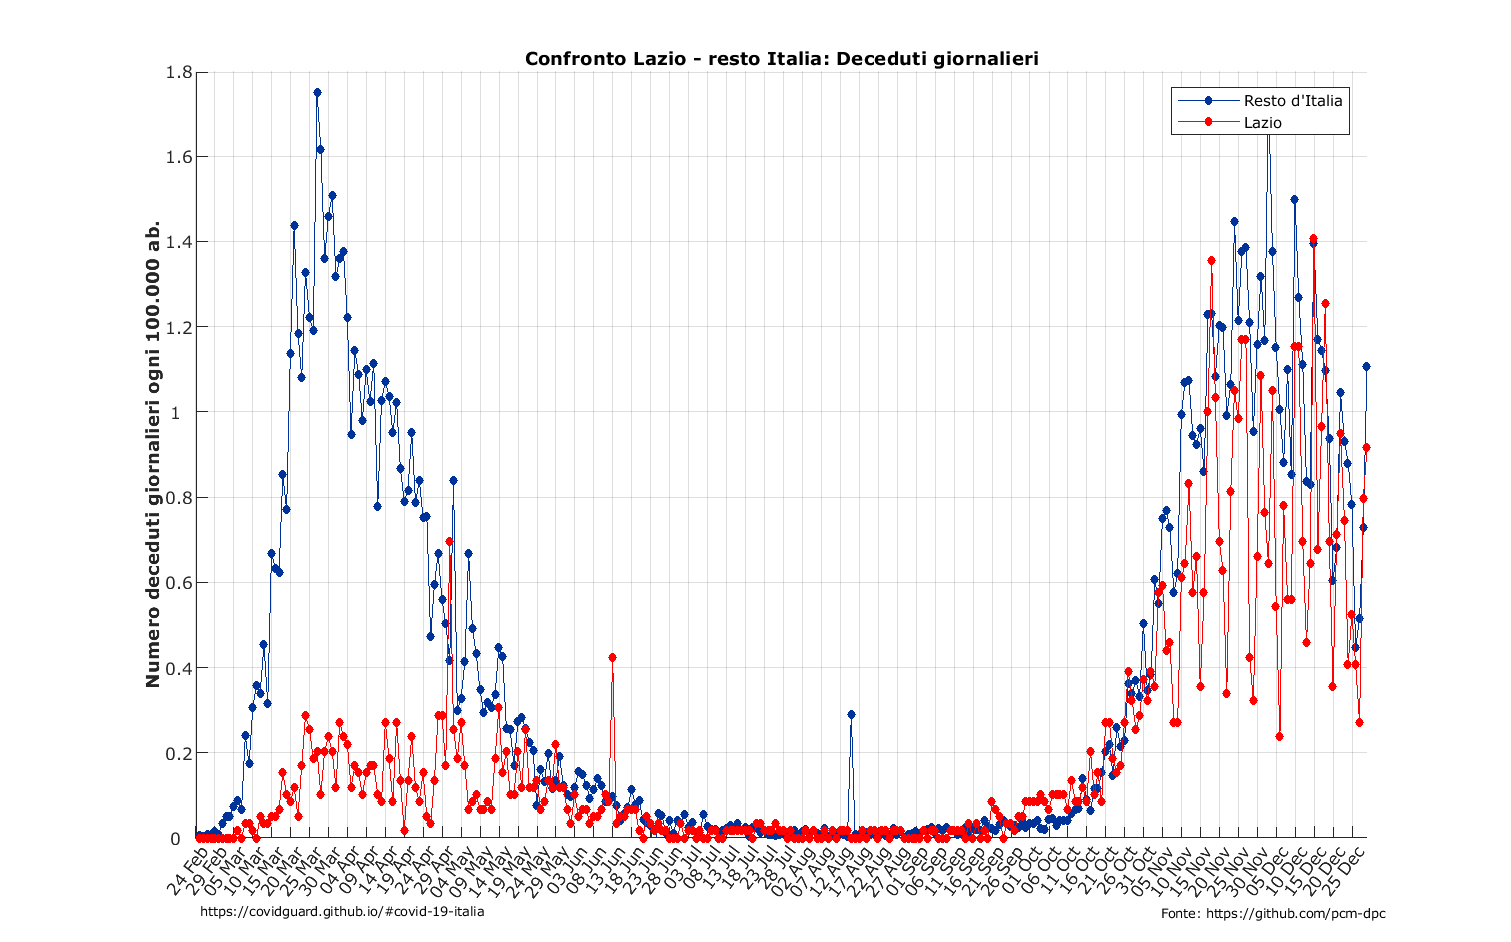 Confronto Lazio - resto Italia: Deceduti giornalieri
Resto d'Italia
Lazio
Numero deceduti giornalieri ogni 100.000 ab.
1.8
1.6
1.4
1.2
1
0.8
0.6
0.4
0.2
0
24 Feb
29 Feb
05 Mar
10 Mar
15 Mar
20 Mar
25 Mar
30 Mar
04 Apr
09 Apr
14 Apr
19 Apr
24 Apr
29 Apr
04 May
09 May
14 May
19 May
24 May
29 May
03 Jun
08 Jun
13 Jun
18 Jun
23 Jun
28 Jun
03 Jul
08 Jul
13 Jul
18 Jul
23 Jul
28 Jul
02 Aug
07 Aug
12 Aug
17 Aug
22 Aug
27 Aug
01 Sep
06 Sep
11 Sep
16 Sep
21 Sep
26 Sep
01 Oct
06 Oct
11 Oct
16 Oct
21 Oct
26 Oct
31 Oct
05 Nov
10 Nov
15 Nov
20 Nov
25 Nov
30 Nov
05 Dec
10 Dec
15 Dec
20 Dec
25 Dec
https://covidguard.github.io/#covid-19-italia
Fonte: https://github.com/pcm-dpc